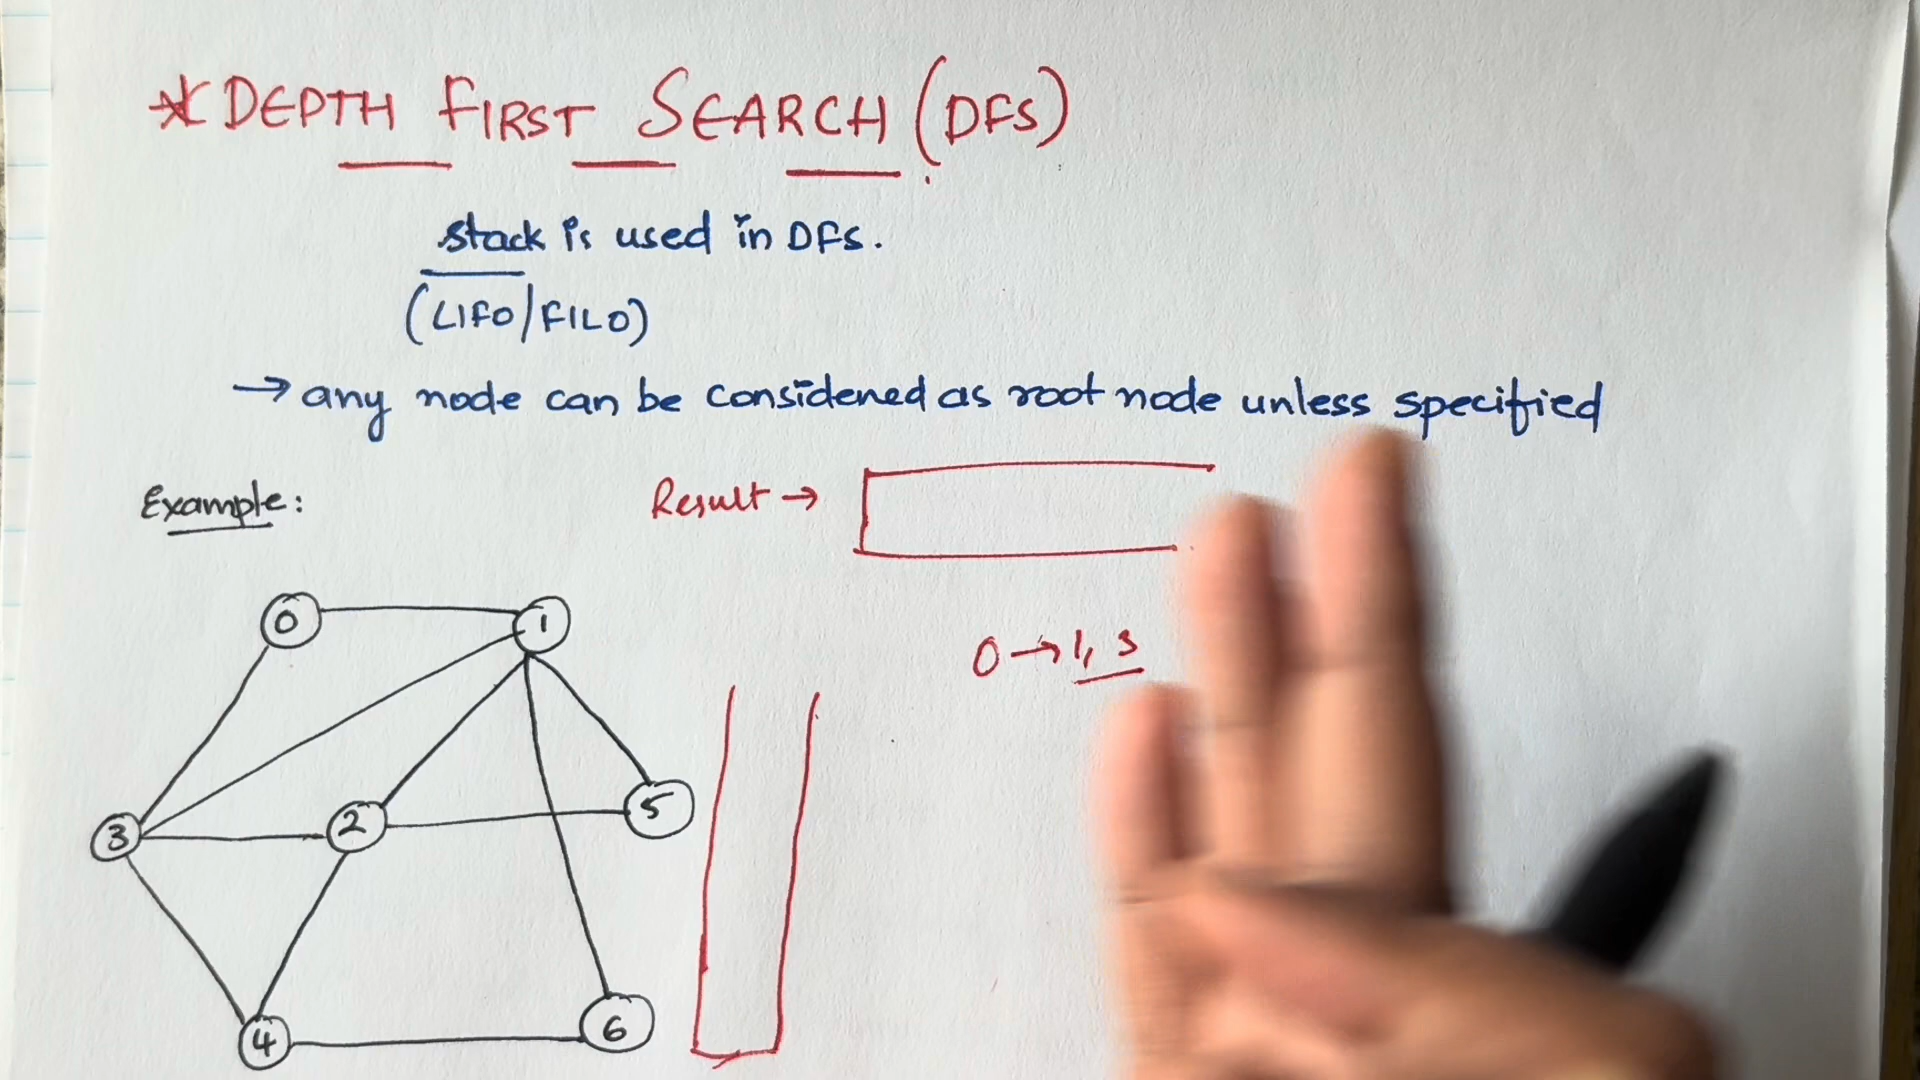 * DEPTH FIRST SEARCH (DFS)
stack is used in DFS.
(LIFO/FILO)
→ any node can be considened as root node unless specified
Example:
Result →
0 1
0 → 1, 3
3 2 5
4 6